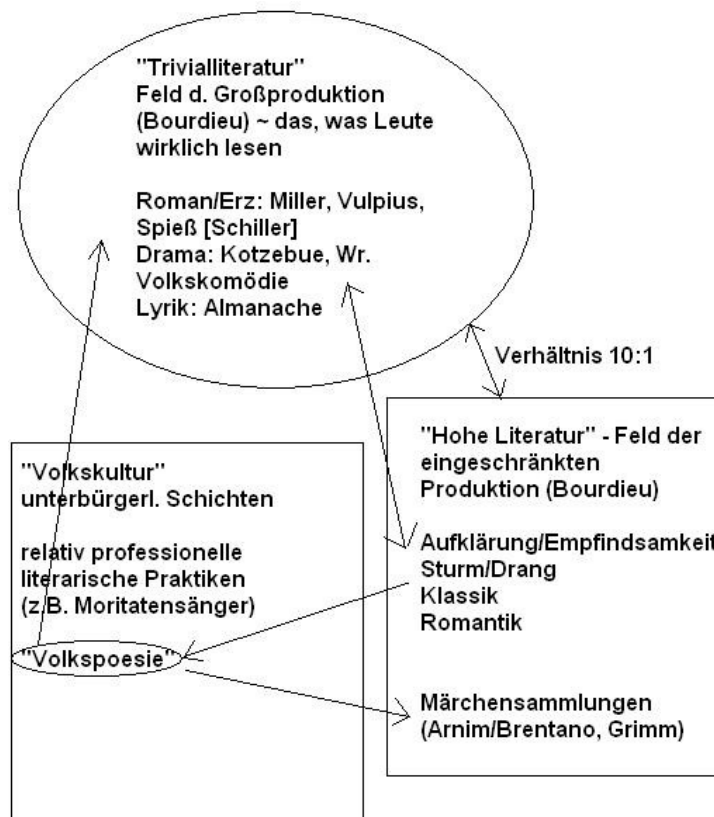 "Trivialliteratur"
Feld d. Großproduktion
(Bourdieu) ~ das, was Leute
wirklich lesen
Roman/Erz: Miller, Vulpius,
Spieß [Schiller]
Drama: Kotzebue, Wr.
Volkskomödie
Lyrik: Almanache
Verhältnis 10:1
"Hohe Literatur" - Feld der
eingeschränkten
Produktion (Bourdieu)
Aufklärung/Empfindsamkeit
Sturm/Drang
Klassik
Romantik
Märchensammlungen
(Arnim/Brentano, Grimm)
"Volkskultur"
unterbürgerl. Schichten
relativ professionelle
literarische Praktiken
(z.B. Moritatensänger)
"Volkspoesie"